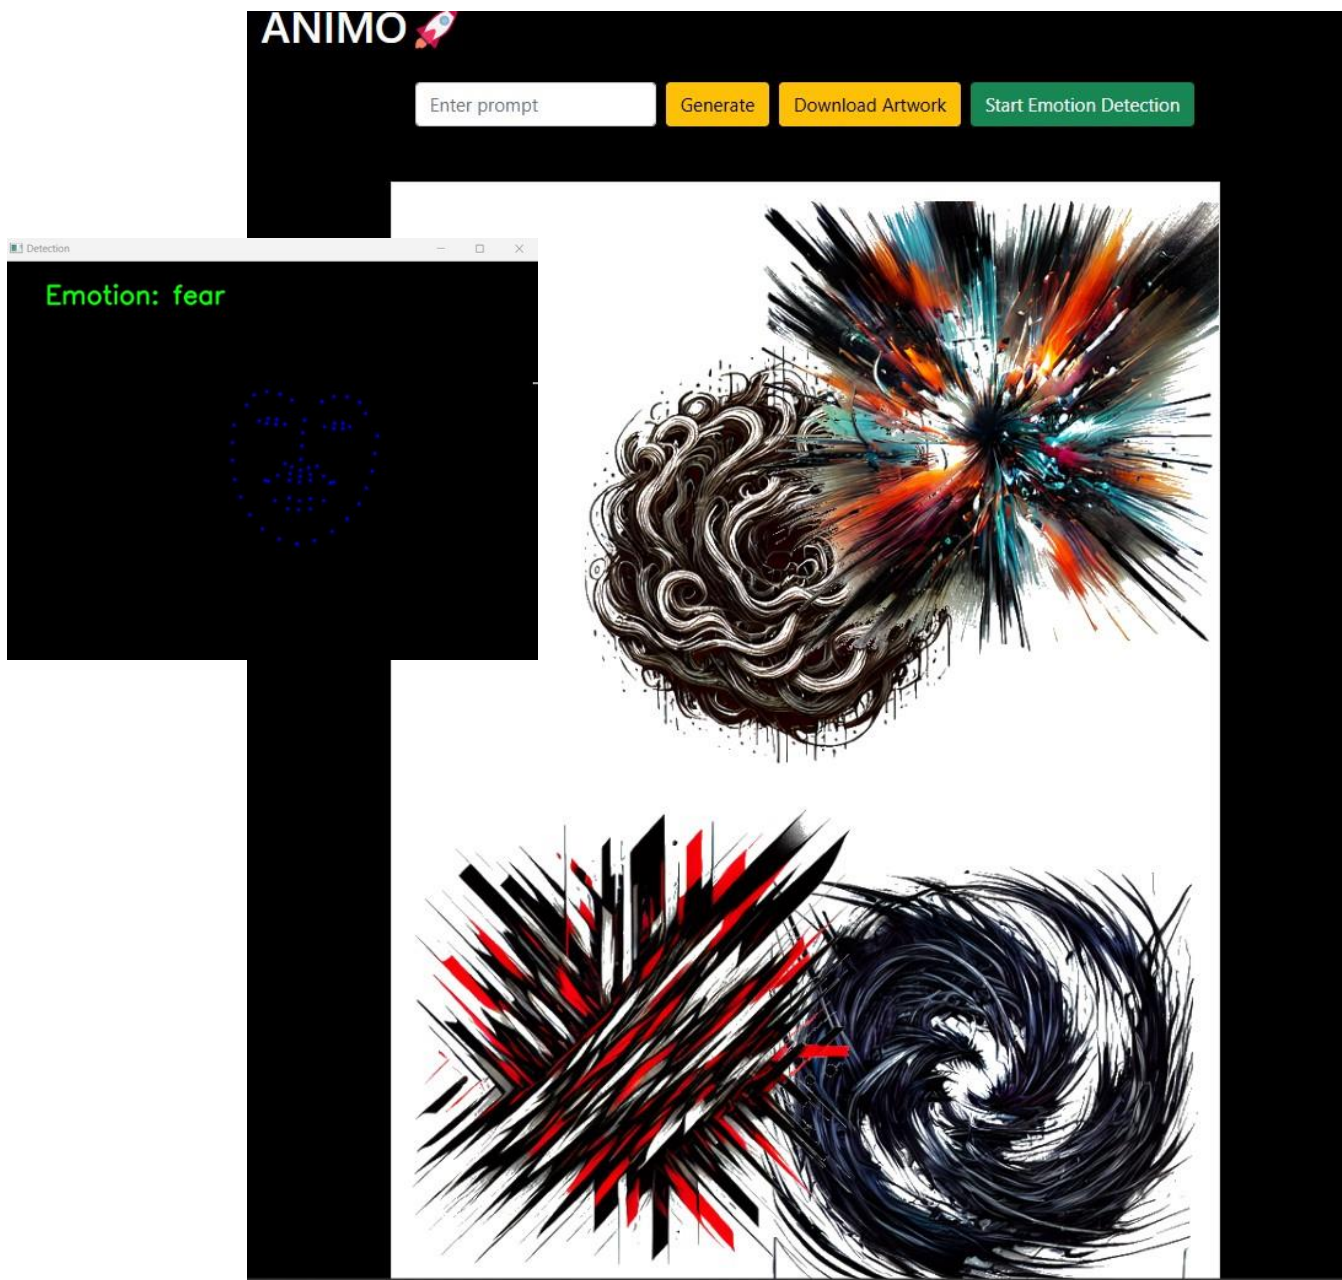 ANIMO🚀
Enter prompt
Generate
Download Artwork
Start Emotion Detection
Detection
Emotion: fear